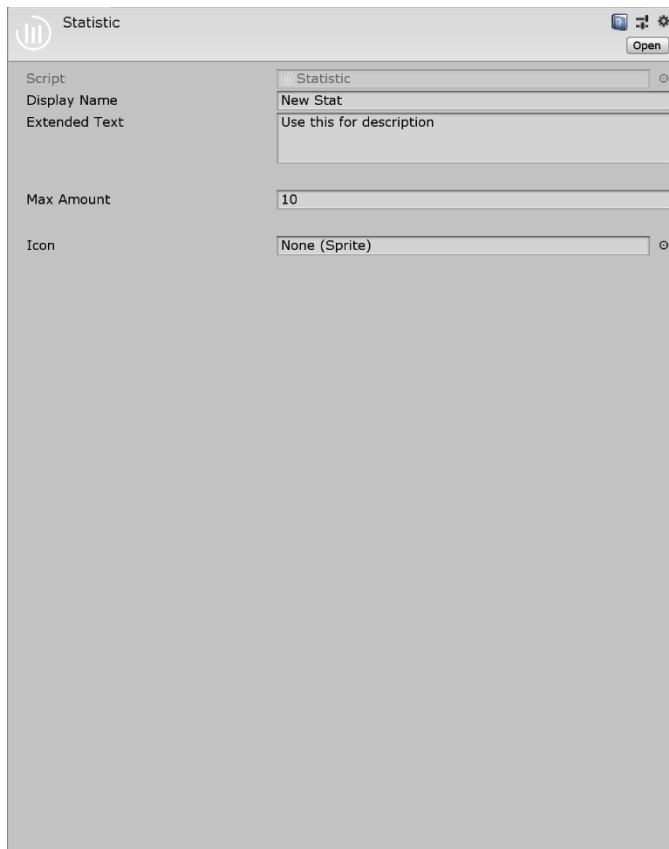 Statistic
Open
Script Statistic
Display Name New Stat
Extended Text Use this for description
Max Amount 10
Icon None (Sprite)